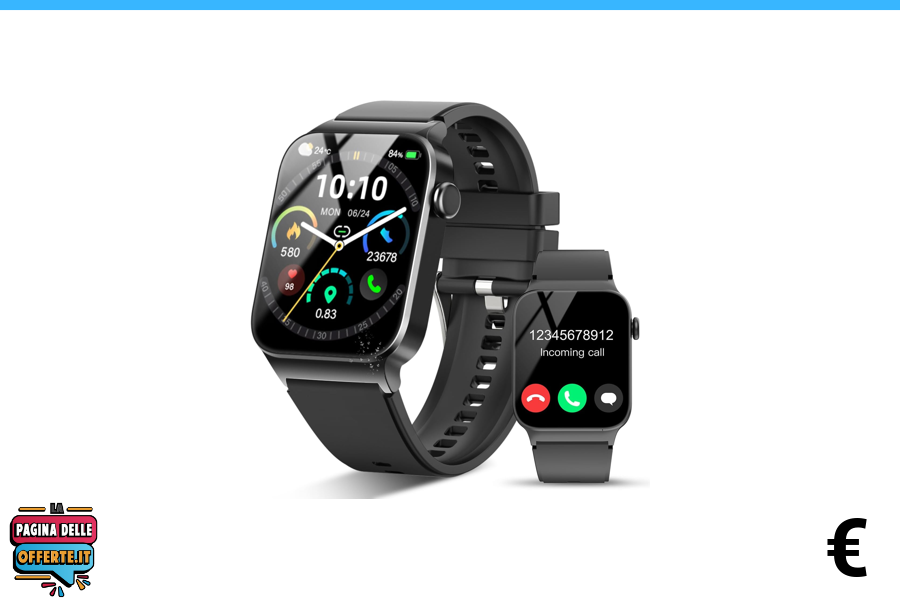 24°C
84%
10:10
MON 06/24
580
23678
98
0.83
12345678912
Incoming call
LA
PAGINA DELLE
OFFERTE.IT
€